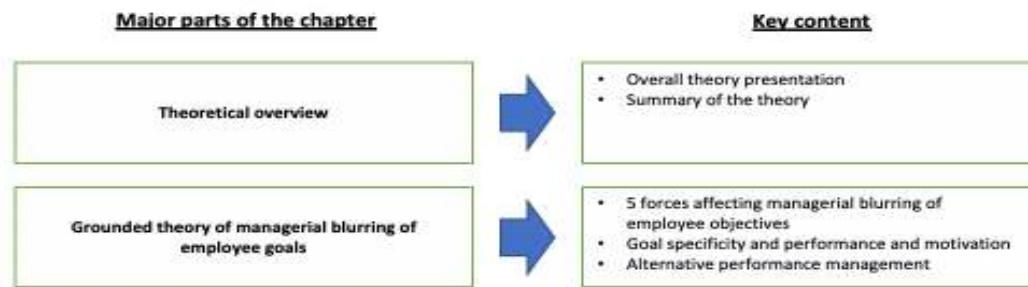 Major parts of the chapter
Key content
Theoretical overview
• Overall theory presentation
• Summary of the theory
Grounded theory of managerial blurring of
employee goals
• 5 forces affecting managerial blurring of
employee objectives
• Goal specificity and performance and motivation
• Alternative performance management